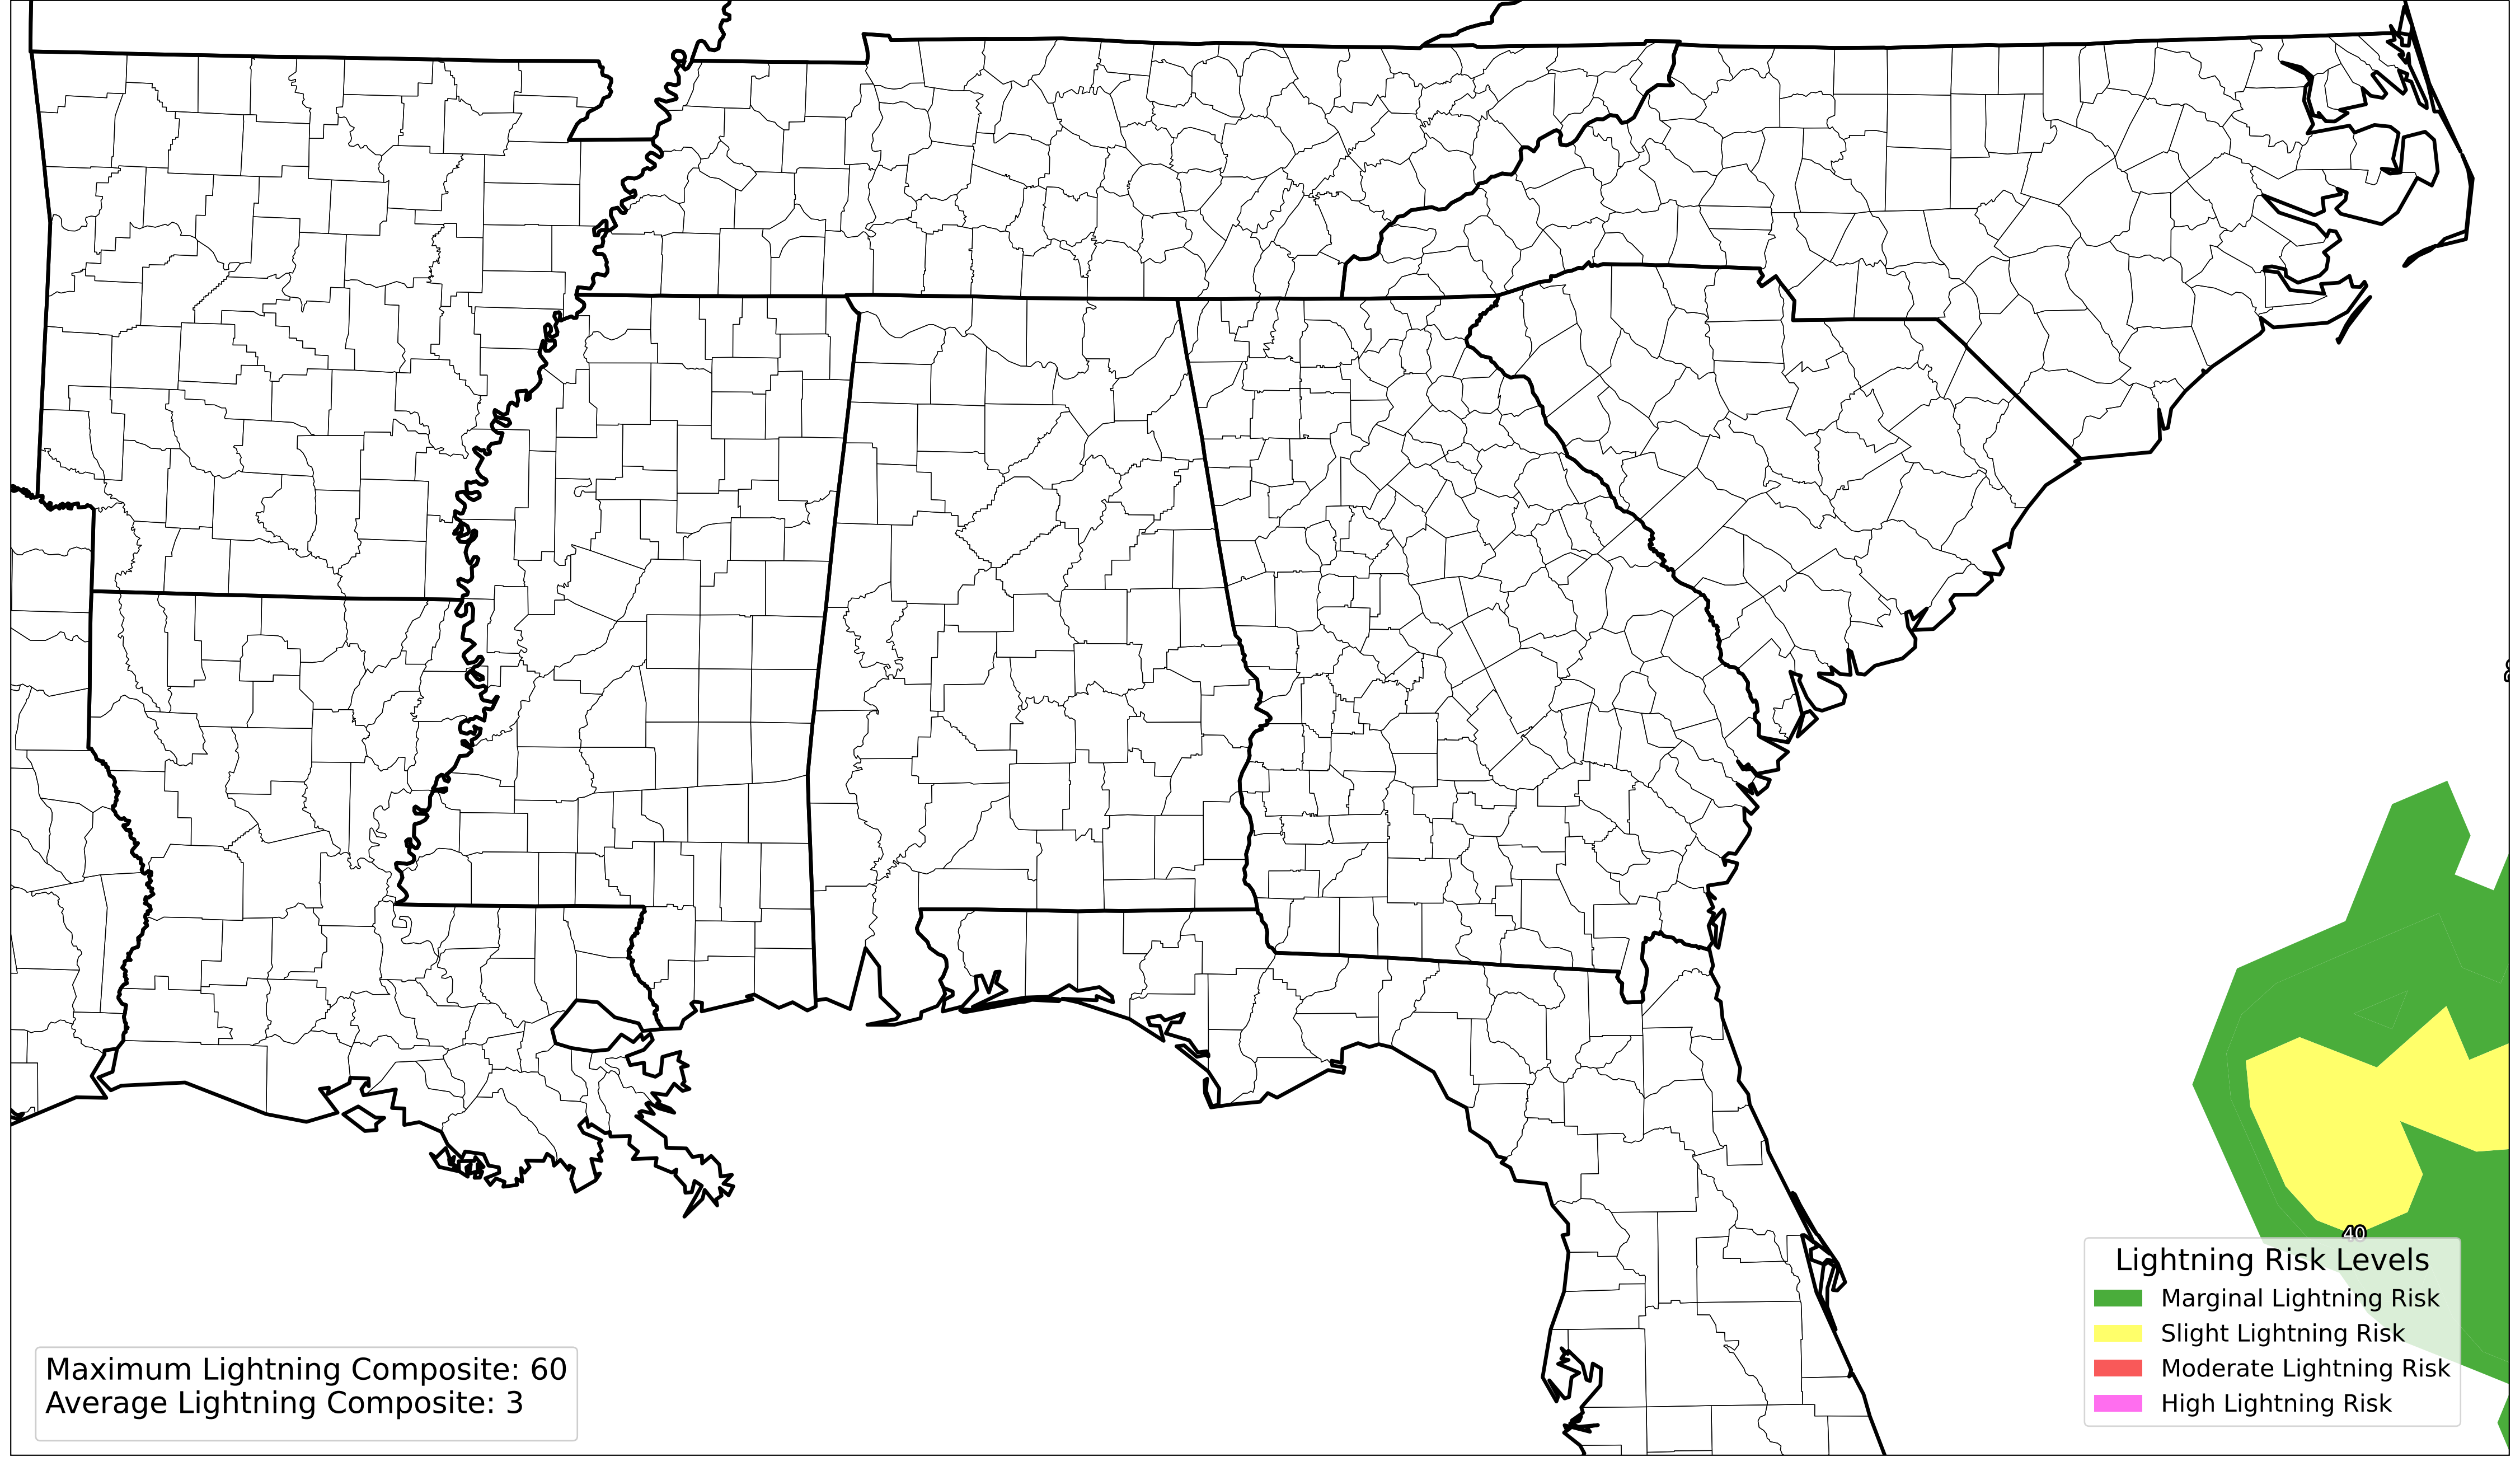 40
Lightning Risk Levels
Marginal Lightning Risk
Slight Lightning Risk
Moderate Lightning Risk
High Lightning Risk
Maximum Lightning Composite: 60
Average Lightning Composite: 3